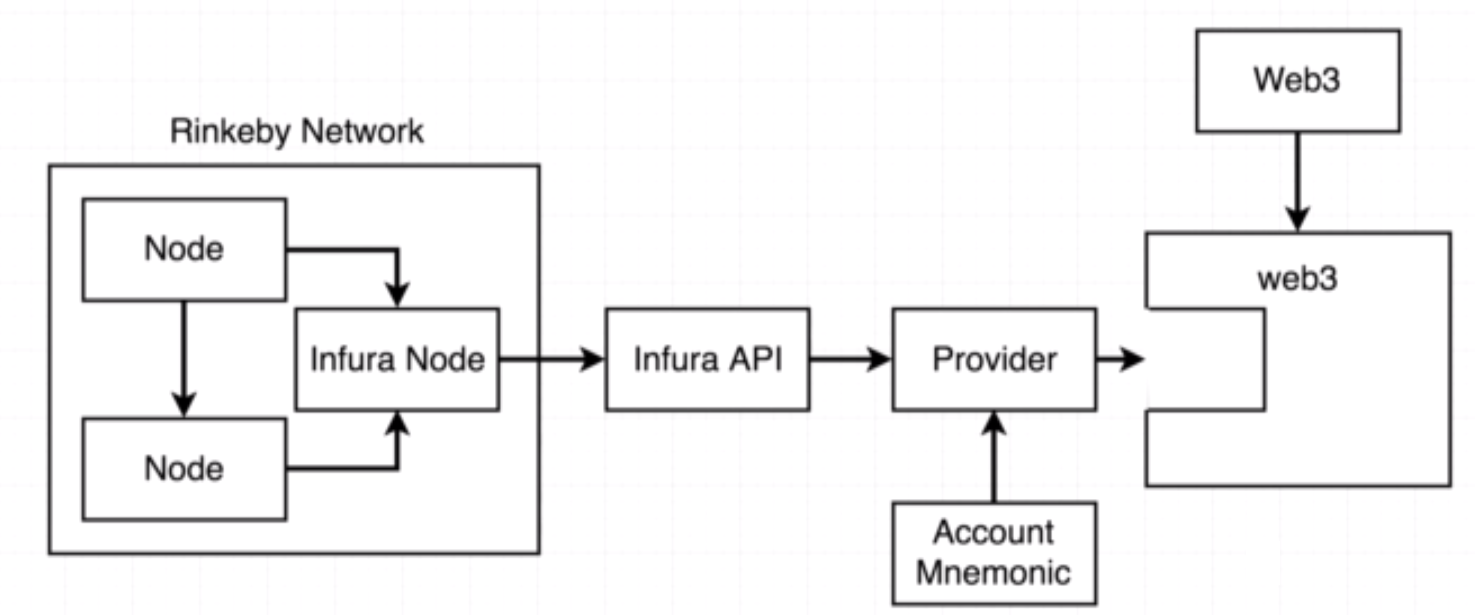 Web3
Rinkeby Network
Node
web3
Infura Node
Infura API
Provider
Node
Account
Mnemonic